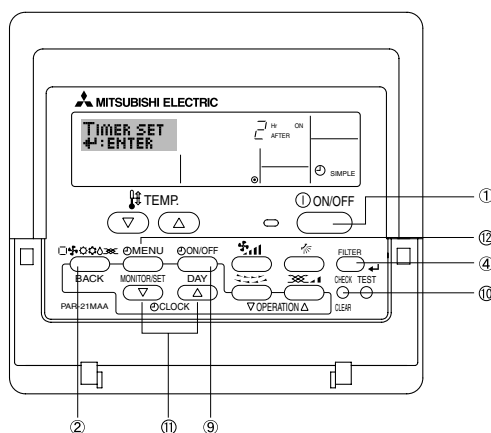 MITSUBISHI ELECTRIC
TIMER SET
↵:ENTER
2 Hr ON
AFTER
SIMPLE
TEMP.
ON/OFF
①
⑫
MENU
ON/OFF
FILTER
④
BACK
MONITOR/SET
DAY
CHECK TEST
⑩
PAR-21MAA
CLOCK
▽ OPERATION △
CLEAR
②
⑪
⑨